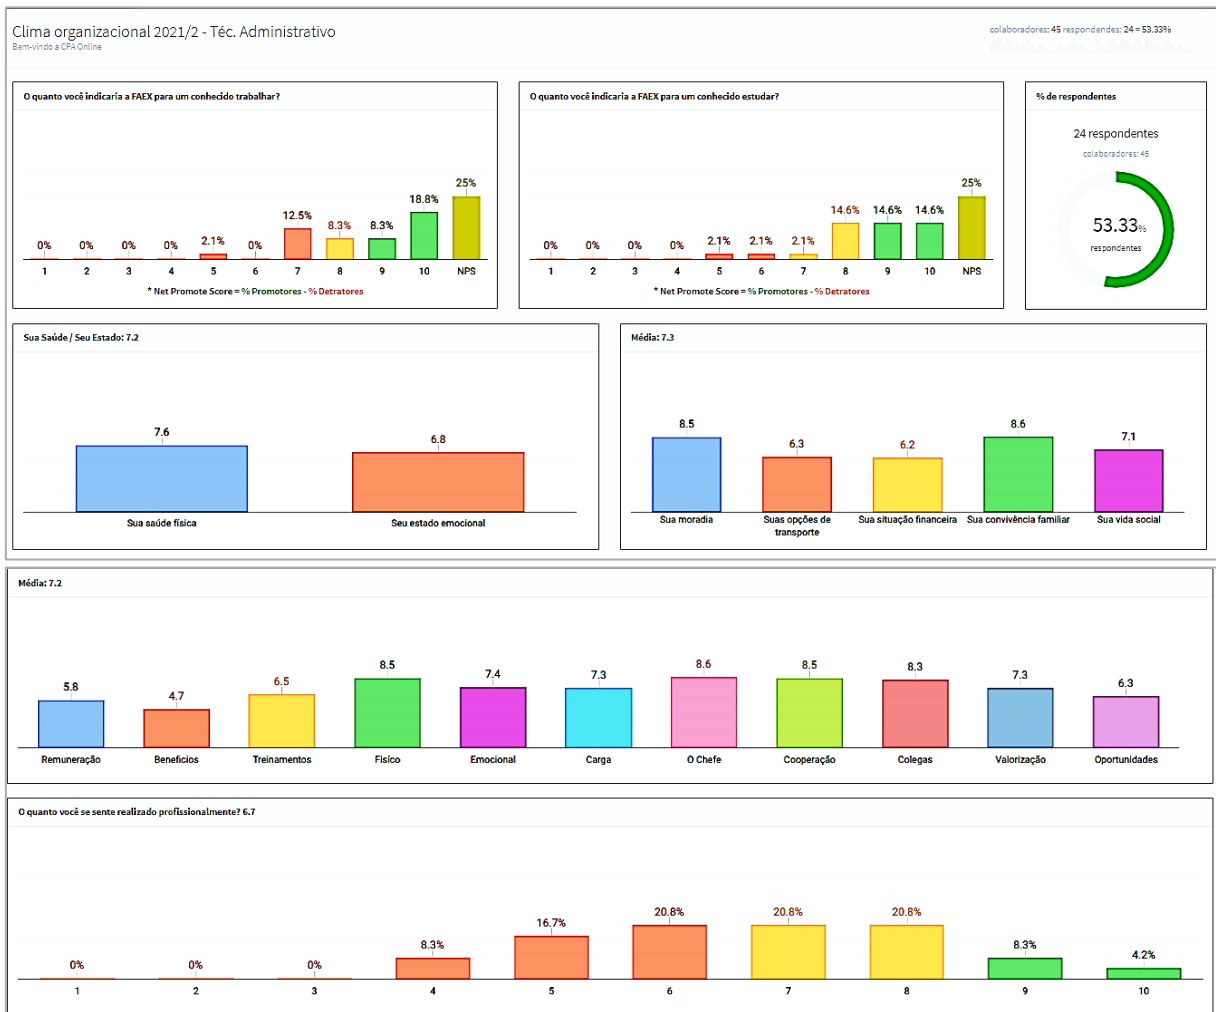 Clima organizacional 2021/2 - Téc. Administrativo
Bem-vindo a CPA Online
colaboradores: 45 respondendes: 24 = 53.33%
O quanto você indicaria a FAEX para um conhecido trabalhar?
0% 0% 0% 0% 2.1% 0% 12.5% 8.3% 8.3% 18.8% 25%
1 2 3 4 5 6 7 8 9 10 NPS
* Net Promote Score = % Promotores - % Detratores
O quanto você indicaria a FAEX para um conhecido estudar?
0% 0% 0% 0% 2.1% 2.1% 2.1% 14.6% 14.6% 14.6% 25%
1 2 3 4 5 6 7 8 9 10 NPS
* Net Promote Score = % Promotores - % Detratores
% de respondentes
24 respondentes
colaboradores: 45
53.33%
respondentes
Sua Saúde / Seu Estado: 7.2
7.6 6.8
Sua saúde física Seu estado emocional
Média: 7.3
8.5 6.3 6.2 8.6 7.1
Sua moradia Suas opções de transporte Sua situação financeira Sua convivência familiar Sua vida social
Média: 7.2
5.8 4.7 6.5 8.5 7.4 7.3 8.6 8.5 8.3 7.3 6.3
Remuneração Beneficios Treinamentos Fisíco Emocional Carga O Chefe Cooperação Colegas Valorização Oportunidades
O quanto você se sente realizado profissionalmente? 6.7
0% 0% 0% 8.3% 16.7% 20.8% 20.8% 20.8% 8.3% 4.2%
1 2 3 4 5 6 7 8 9 10